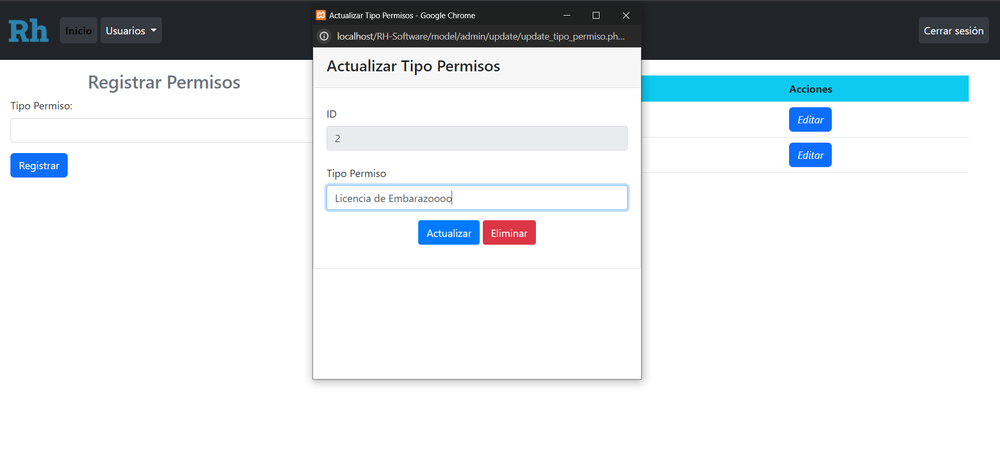 Actualizar Tipo Permisos - Google Chrome
localhost/RH-Software/model/admin/update/update_tipo_permiso.ph...
Rh
Inicio
Usuarios
Cerrar sesión
Registrar Permisos
Tipo Permiso:
Registrar
Actualizar Tipo Permisos
ID
2
Tipo Permiso
Licencia de Embarazoooo
Actualizar
Eliminar
Acciones
Editar
Editar